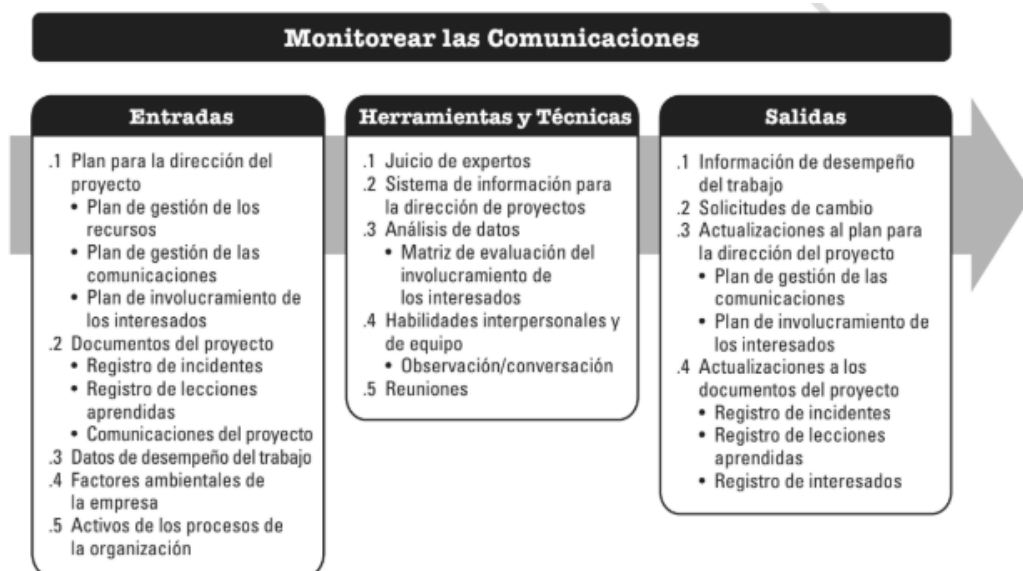 Monitorear las Comunicaciones
Entradas
.1 Plan para la dirección del
proyecto
• Plan de gestión de los
recursos
• Plan de gestión de las
comunicaciones
• Plan de involucramiento de
los interesados
.2 Documentos del proyecto
• Registro de incidentes
• Registro de lecciones
aprendidas
• Comunicaciones del proyecto
.3 Datos de desempeño del trabajo
.4 Factores ambientales de
la empresa
.5 Activos de los procesos de
la organización
Herramientas y Técnicas
.1 Juicio de expertos
.2 Sistema de información para
la dirección de proyectos
.3 Análisis de datos
• Matriz de evaluación del
involucramiento de
los interesados
.4 Habilidades interpersonales y
de equipo
• Observación/conversación
.5 Reuniones
Salidas
.1 Información de desempeño
del trabajo
.2 Solicitudes de cambio
.3 Actualizaciones al plan para
la dirección del proyecto
• Plan de gestión de las
comunicaciones
• Plan de involucramiento de
los interesados
.4 Actualizaciones a los
documentos del proyecto
• Registro de incidentes
• Registro de lecciones
aprendidas
• Registro de interesados